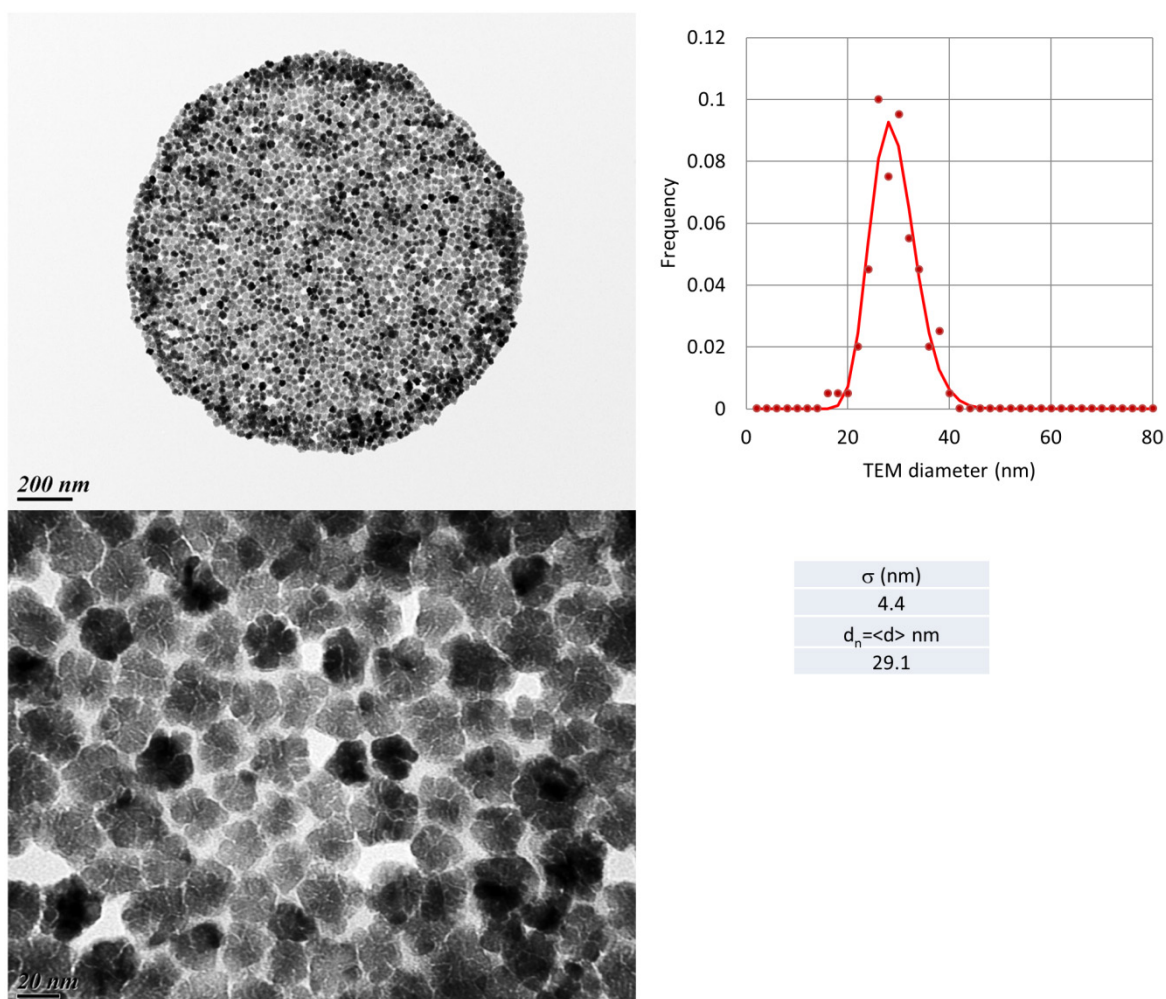 200 nm
20 nm
0.12
0.1
0.08
0.06
0.04
0.02
0
Frequency
0 20 40 60 80
TEM diameter (nm)
σ (nm)
4.4
dₙ=<d> nm
29.1